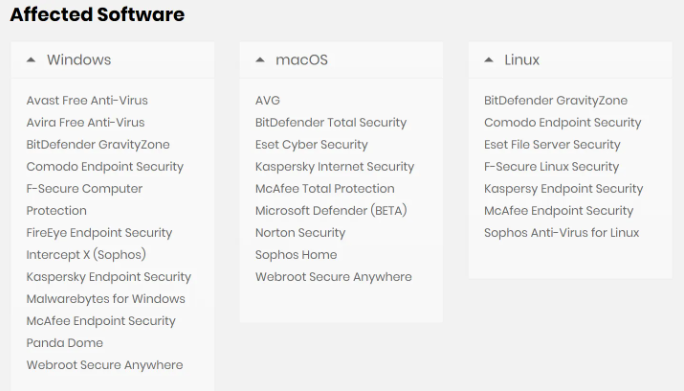 Affected Software
Windows
Avast Free Anti-Virus
Avira Free Anti-Virus
BitDefender GravityZone
Comodo Endpoint Security
F-Secure Computer
Protection
FireEye Endpoint Security
Intercept X (Sophos)
Kaspersky Endpoint Security
Malwarebytes for Windows
McAfee Endpoint Security
Panda Dome
Webroot Secure Anywhere
macOS
AVG
BitDefender Total Security
Eset Cyber Security
Kaspersky Internet Security
McAfee Total Protection
Microsoft Defender (BETA)
Norton Security
Sophos Home
Webroot Secure Anywhere
Linux
BitDefender GravityZone
Comodo Endpoint Security
Eset File Server Security
F-Secure Linux Security
Kaspersy Endpoint Security
McAfee Endpoint Security
Sophos Anti-Virus for Linux